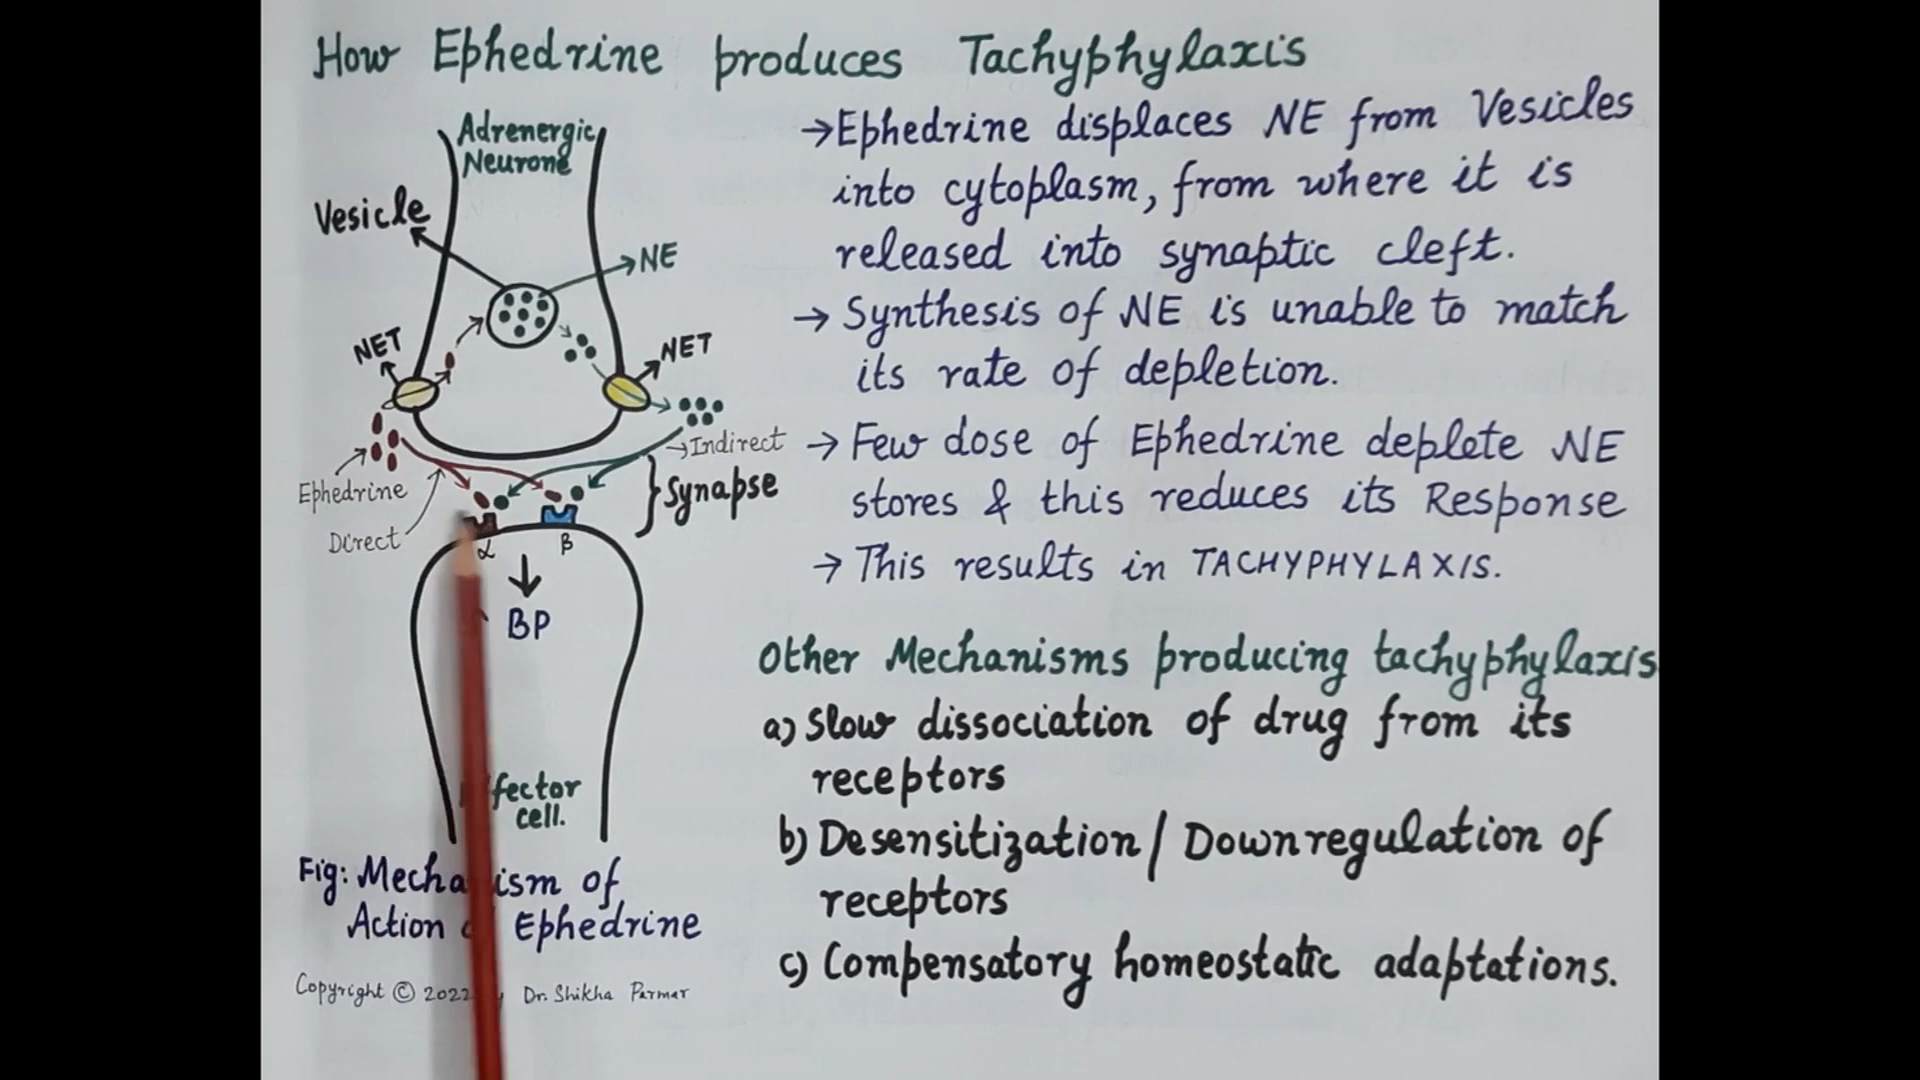 How Ephedrine produces Tachyphylaxis
Adrenergic
Neurone
Vesicle
NE
NET
NET
Indirect
Synapse
Ephedrine
Direct
α
β
BP
fector
cell.
Fig: Mechanism of
Action Ephedrine
Copyright © 2022 Dr. Shikha Parmar
→Ephedrine displaces NE from Vesicles
into cytoplasm, from where it is
released into synaptic cleft.
→ Synthesis of NE is unable to match
its rate of depletion.
→ Few dose of Ephedrine deplete NE
stores & this reduces its Response
→ This results in TACHYPHYLAXIS.
Other Mechanisms producing tachyphylaxis
a) Slow dissociation of drug from its
receptors
b) Desensitization / Downregulation of
receptors
c) Compensatory homeostatic adaptations.